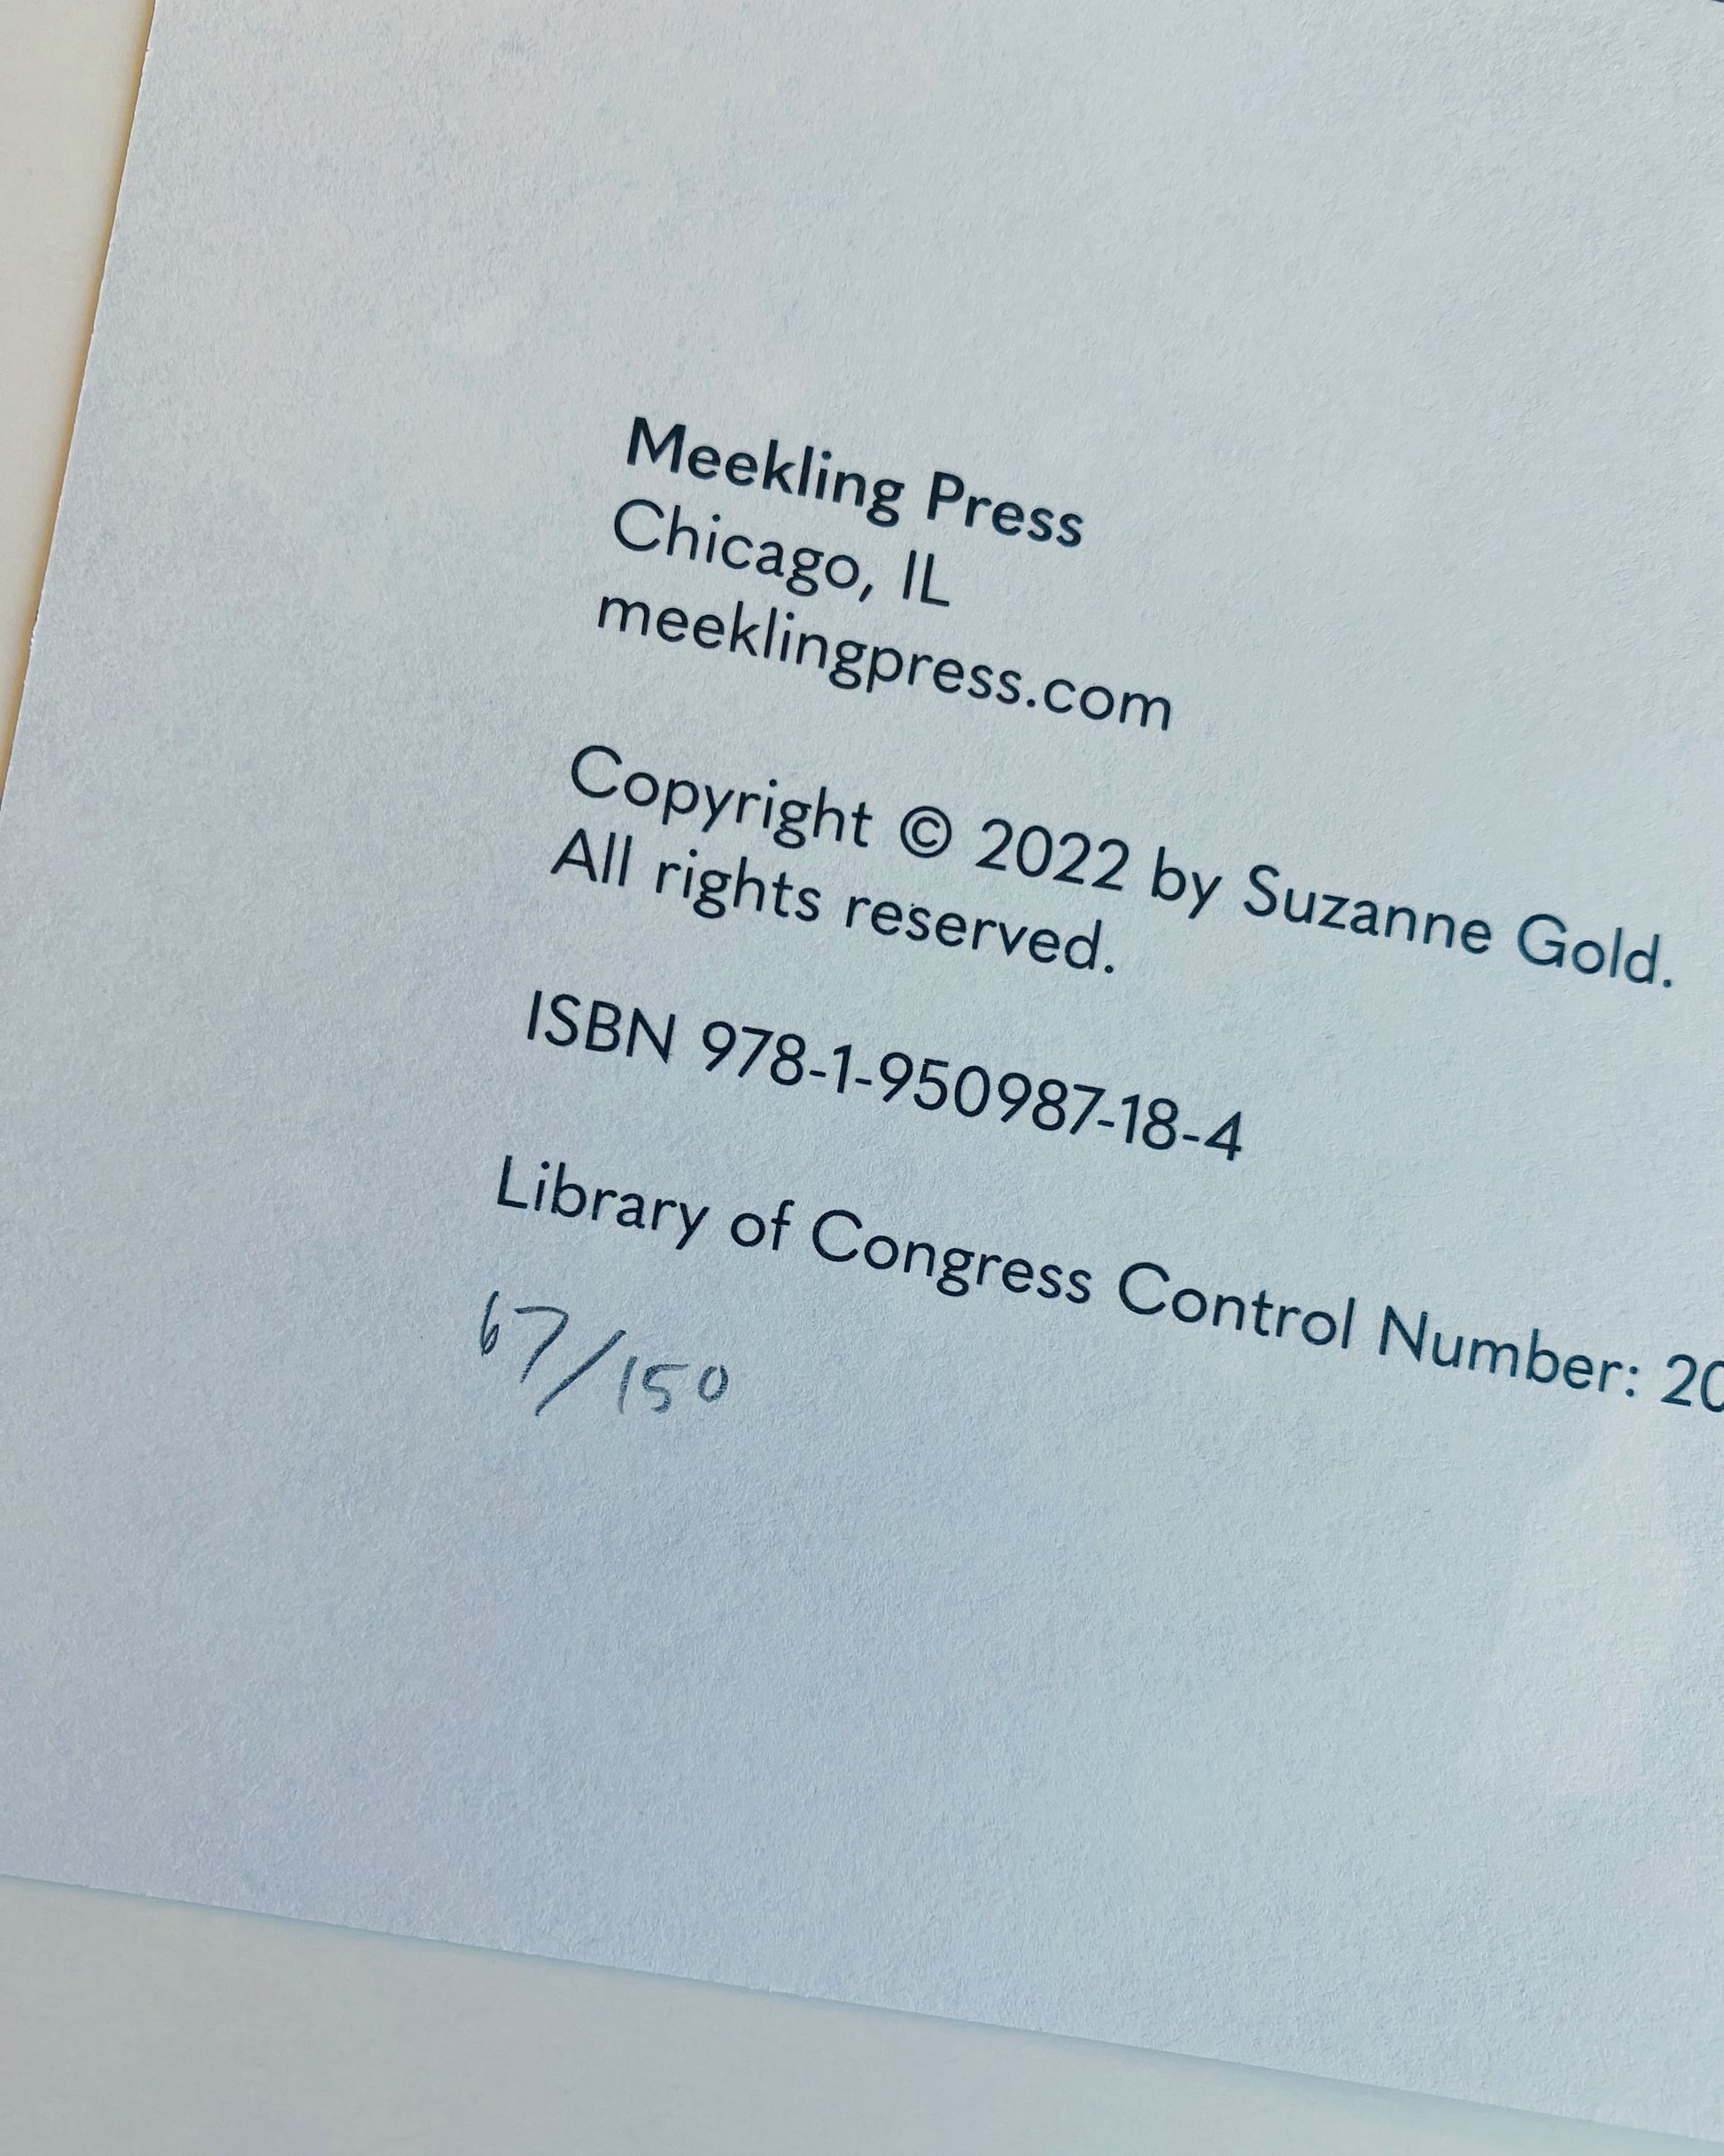 Meekling Press
Chicago, IL
meeklingpress.com
Copyright © 2022 by Suzanne Gold.
All rights reserved.
ISBN 978-1-950987-18-4
Library of Congress Control Number: 20
67/150